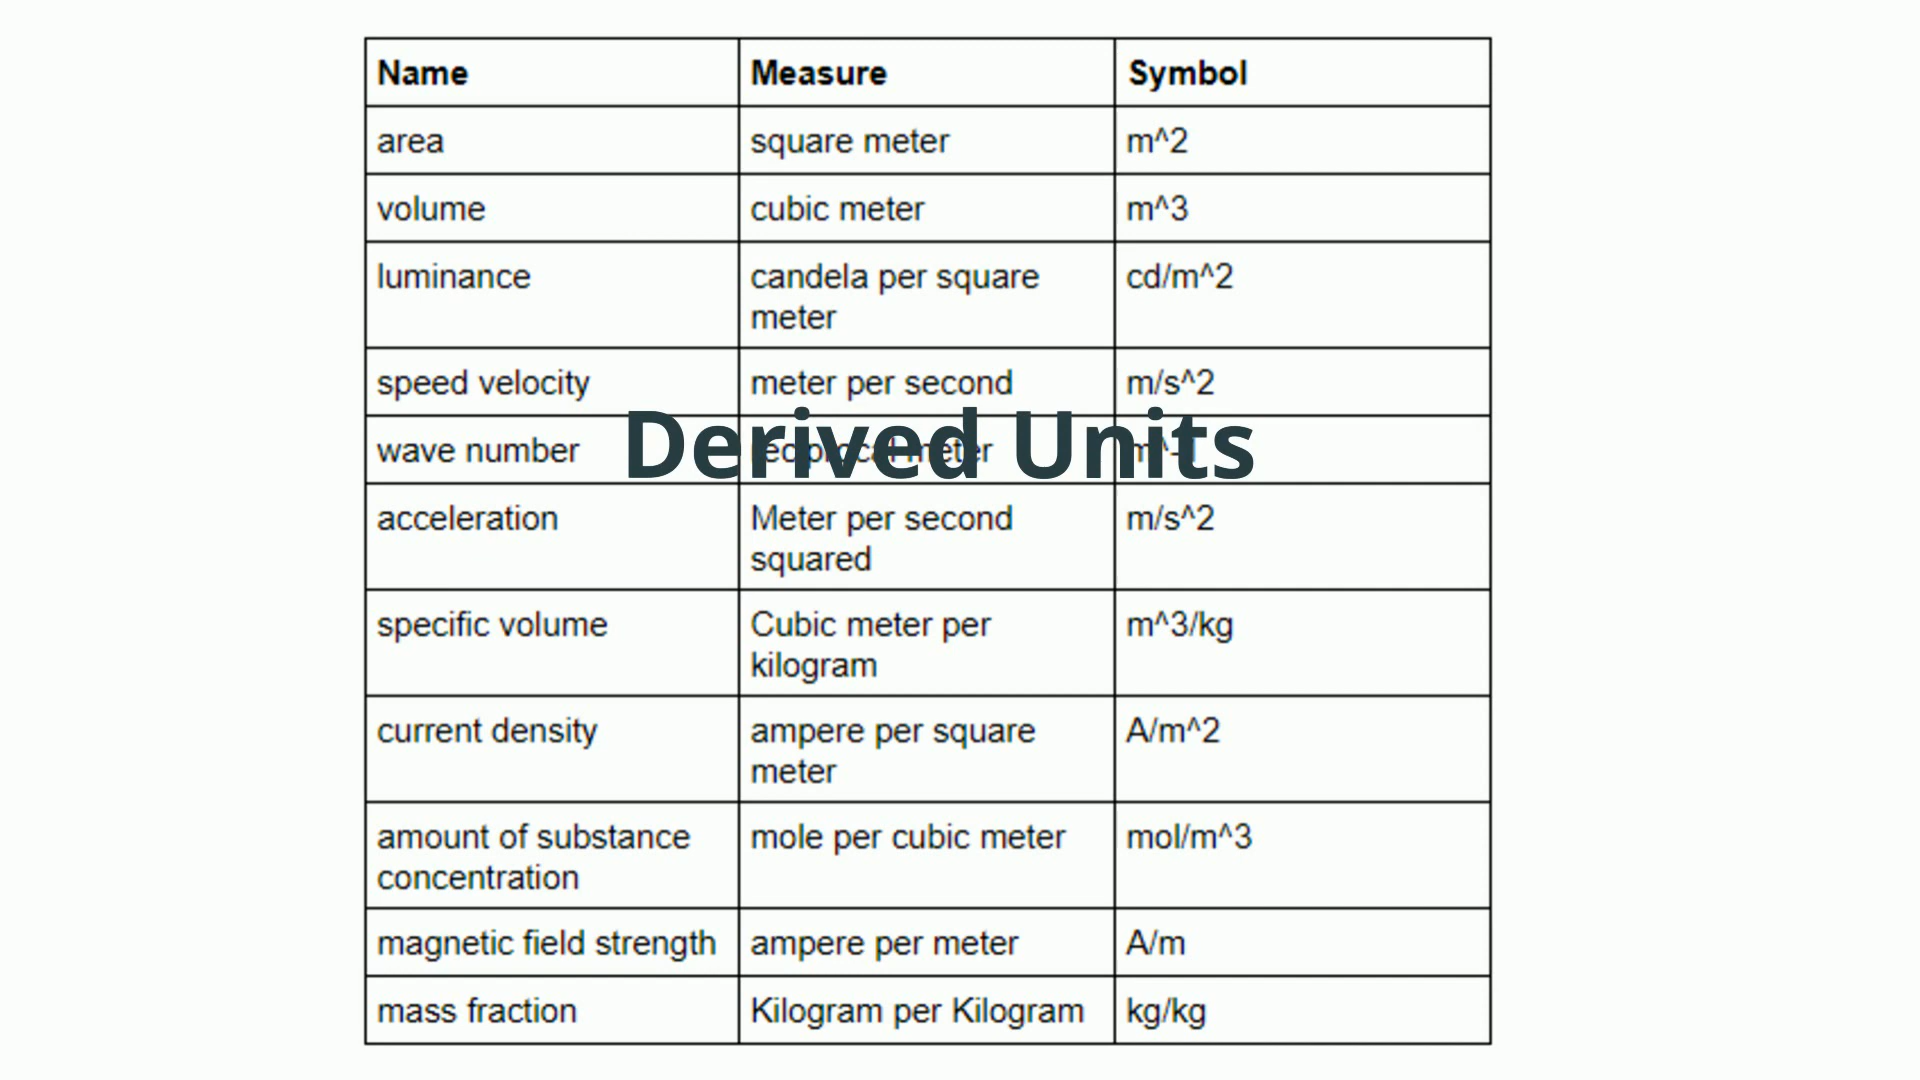 Name Measure Symbol
area square meter m^2
volume cubic meter m^3
luminance candela per square cd/m^2
meter
speed velocity meter per second m/s^2
Derived Units
wave number reciprocal meter m^-1
acceleration Meter per second m/s^2
squared
specific volume Cubic meter per m^3/kg
kilogram
current density ampere per square A/m^2
meter
amount of substance mole per cubic meter mol/m^3
concentration
magnetic field strength ampere per meter A/m
mass fraction Kilogram per Kilogram kg/kg